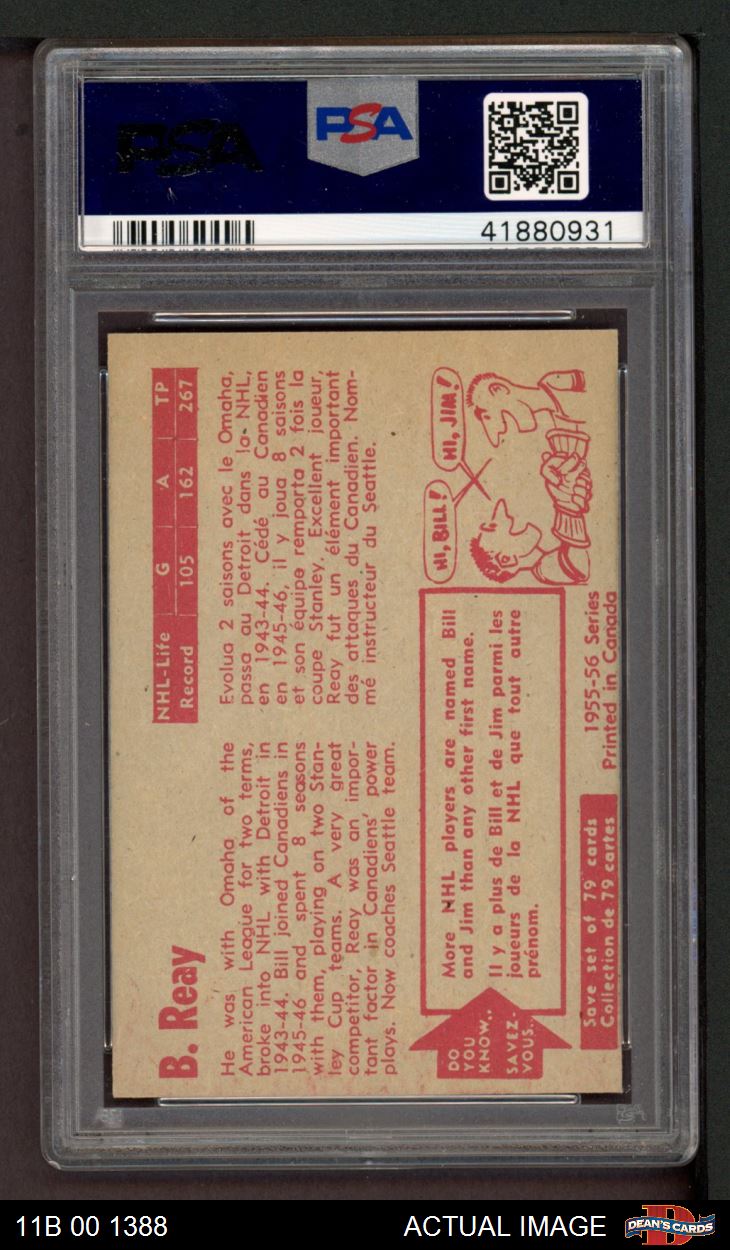 PSA
PSA
41880931
B. Reay
He was with Omaha of the
American League for two terms,
broke into NHL with Detroit in
1943-44. Bill joined Canadiens in
1945-46 and spent 8 seasons
with them, playing on two Stan-
ley Cup teams. A very great
competitor, Reay was an impor-
tant factor in Canadiens' power
plays. Now coaches Seattle team.
NHL-Life G A TP
Record 105 162 267
Evolua 2 saisons avec le Omaha,
passa au Detroit dans la NHL,
en 1943-44. Cédé au Canadien
en 1945-46, il y joua 8 saisons
et son équipe remporta 2 fois la
coupe Stanley. Excellent joueur,
Reay fut un élément important
des attaques du Canadien. Nom-
mé instructeur du Seattle.
DO
YOU
KNOW..
SAVEZ-
VOUS..
More NHL players are named Bill
and Jim than any other first name.
Il y a plus de Bill et de Jim parmi les
joueurs de la NHL que tout autre
prénom.
HI, BILL!
HI, JIM!
Save set of 79 cards
Collection de 79 cartes
1955-56 Series
Printed in Canada
11B 00 1388
ACTUAL IMAGE
DEAN'S CARDS